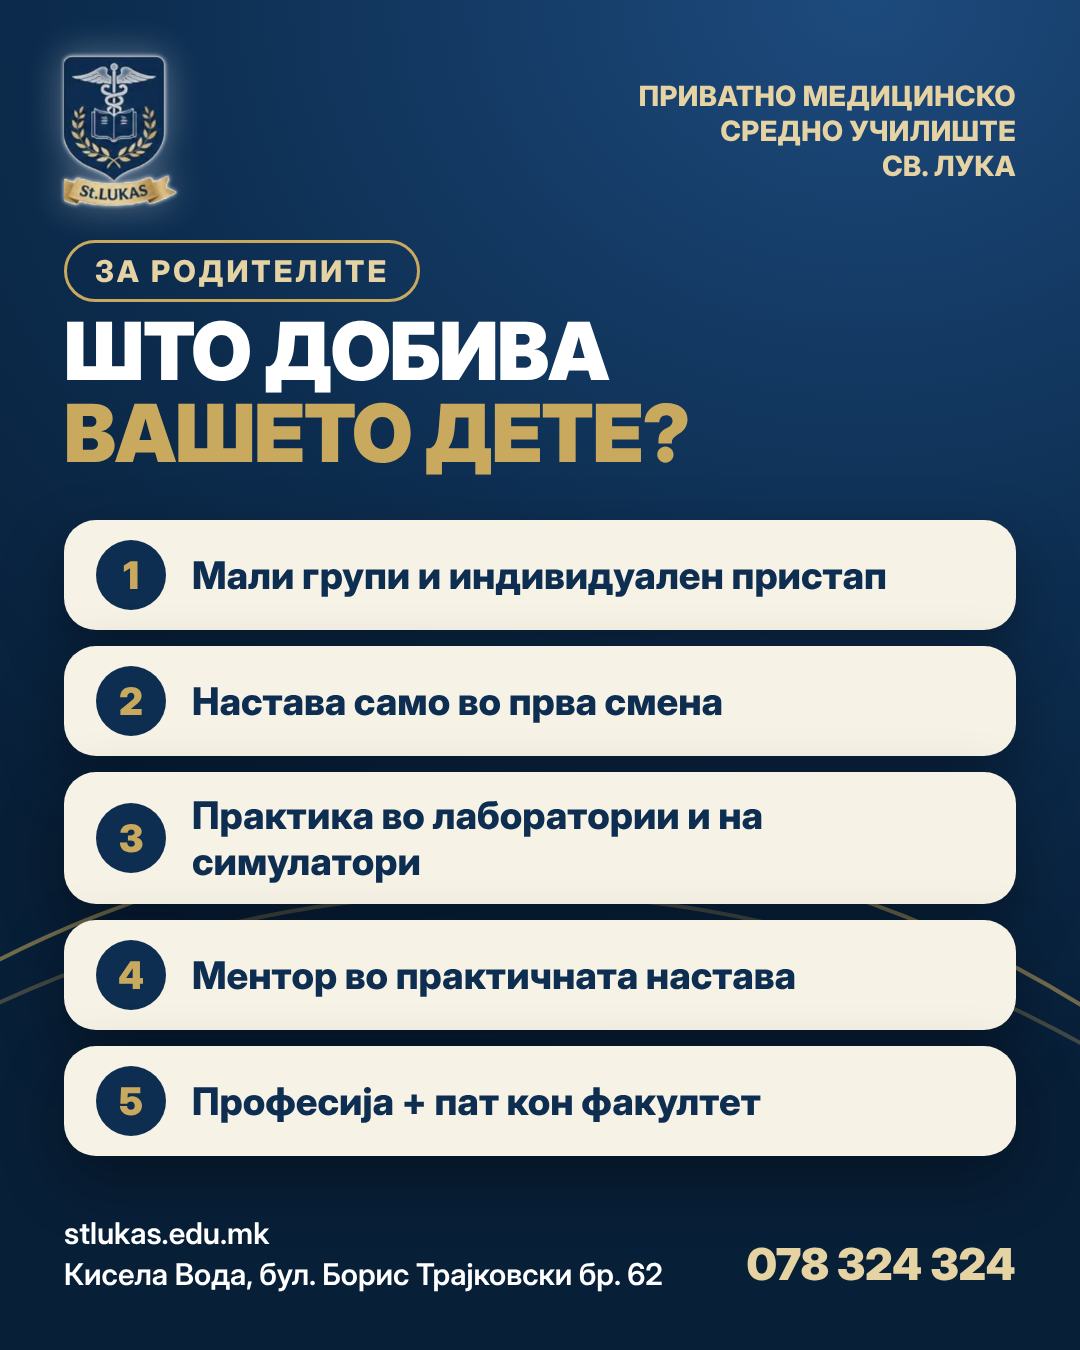 St.LUKAS
ПРИВАТНО МЕДИЦИНСКО
СРЕДНО УЧИЛИШТЕ
СВ. ЛУКА
ЗА РОДИТЕЛИТЕ
ШТО ДОБИВА
ВАШЕТО ДЕТЕ?
1 Мали групи и индивидуален пристап
2 Настава само во прва смена
3 Практика во лаборатории и на
симулатори
4 Ментор во практичната настава
5 Професија + пат кон факултет
stlukas.edu.mk
Кисела Вода, бул. Борис Трајковски бр. 62
078 324 324